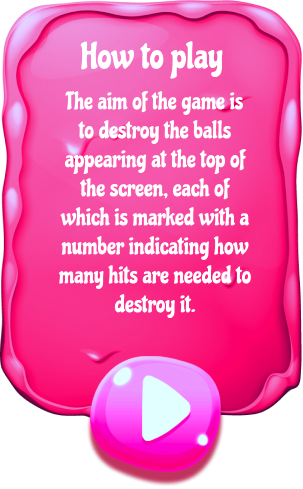 How to play
The aim of the game is
to destroy the balls
appearing at the top of
the screen, each of
which is marked with a
number indicating how
many hits are needed to
destroy it.